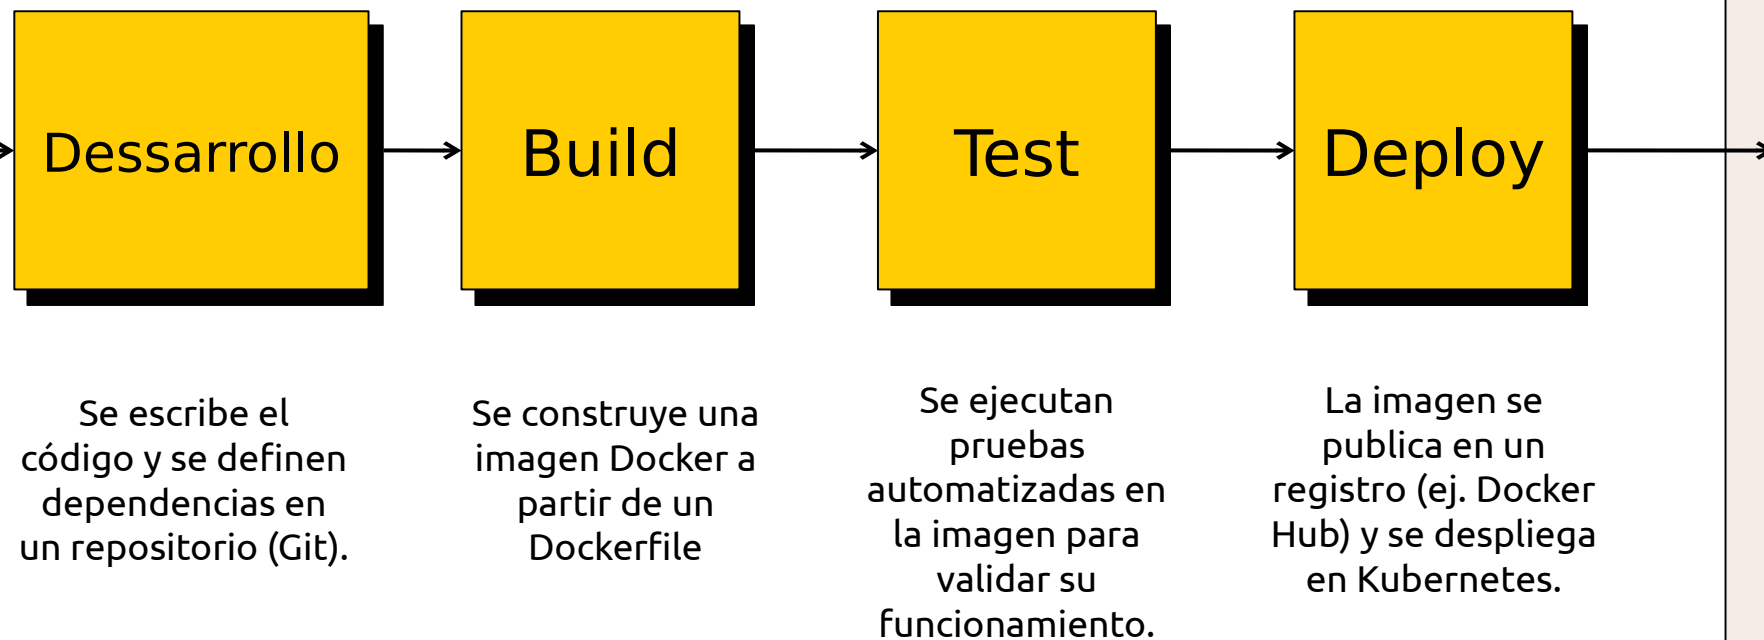 Dessarrollo
Build
Test
Deploy
Se escribe el
código y se definen
dependencias en
un repositorio (Git).
Se construye una
imagen Docker a
partir de un
Dockerfile
Se ejecutan
pruebas
automatizadas en
la imagen para
validar su
funcionamiento.
La imagen se
publica en un
registro (ej. Docker
Hub) y se despliega
en Kubernetes.